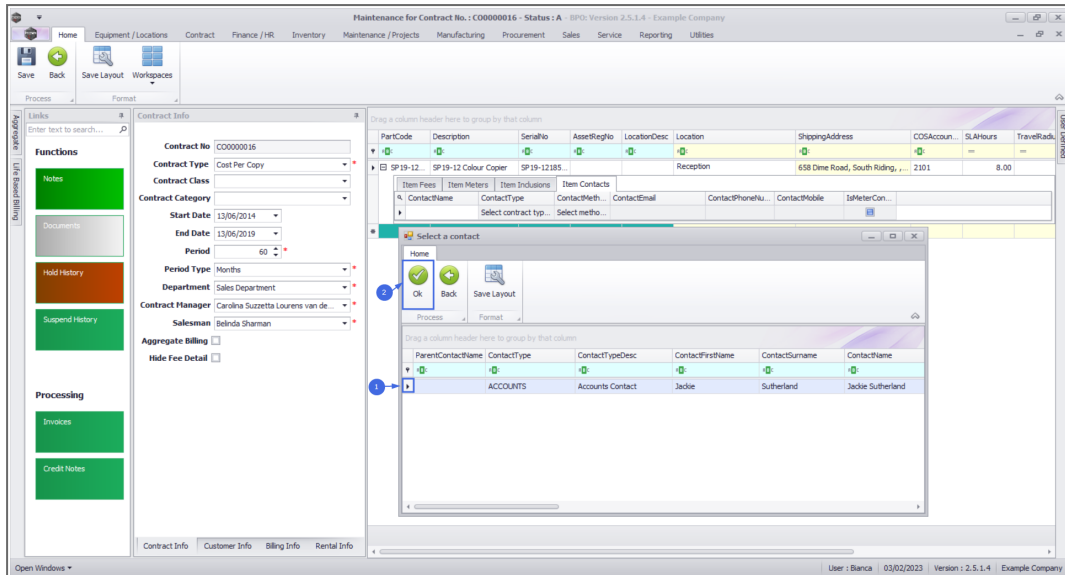 Maintenance for Contract No. : CO0000016 - Status : A - BPO: Version 2.5.1.4 - Example Company
Home Equipment / Locations Contract Finance / HR Inventory Maintenance / Projects Manufacturing Procurement Sales Service Reporting Utilities
Save Back Save Layout Workspaces
Process Format
Aggregate
Life Based Billing
Links
Enter text to search...
Functions
Notes
Documents
Hold History
Suspend History
Processing
Invoices
Credit Notes
Contract Info
Contract No CO0000016
Contract Type Cost Per Copy *
Contract Class
Contract Category
Start Date 13/06/2014
End Date 13/06/2019
Period 60 *
Period Type Months *
Department Sales Department *
Contract Manager Carolina Suzzetta Lourens van de... *
Salesman Belinda Sharman *
Aggregate Billing
Hide Fee Detail
Contract Info Customer Info Billing Info Rental Info
Drag a column header here to group by that column
PartCode Description SerialNo AssetRegNo LocationDesc Location ShippingAddress COSAccoun... SLAHours TravelRadiu
SP19-12... SP19-12 Colour Copier SP19-12185... Reception 658 Dime Road, South Riding, ,... 2101 8.00
Item Fees Item Meters Item Inclusions Item Contacts
ContactName ContactType ContactMeth... ContactEmail ContactPhoneNu... ContactMobile IsMeterCon...
Select contract typ... Select metho...
User Defined
Select a contact
Home
2
Ok Back Save Layout
Process Format
Drag a column header here to group by that column
ParentContactName ContactType ContactTypeDesc ContactFirstName ContactSurname ContactName
1
ACCOUNTS Accounts Contact Jackie Sutherland Jackie Sutherland
Open Windows User : Bianca 03/02/2023 Version : 2.5.1.4 Example Company